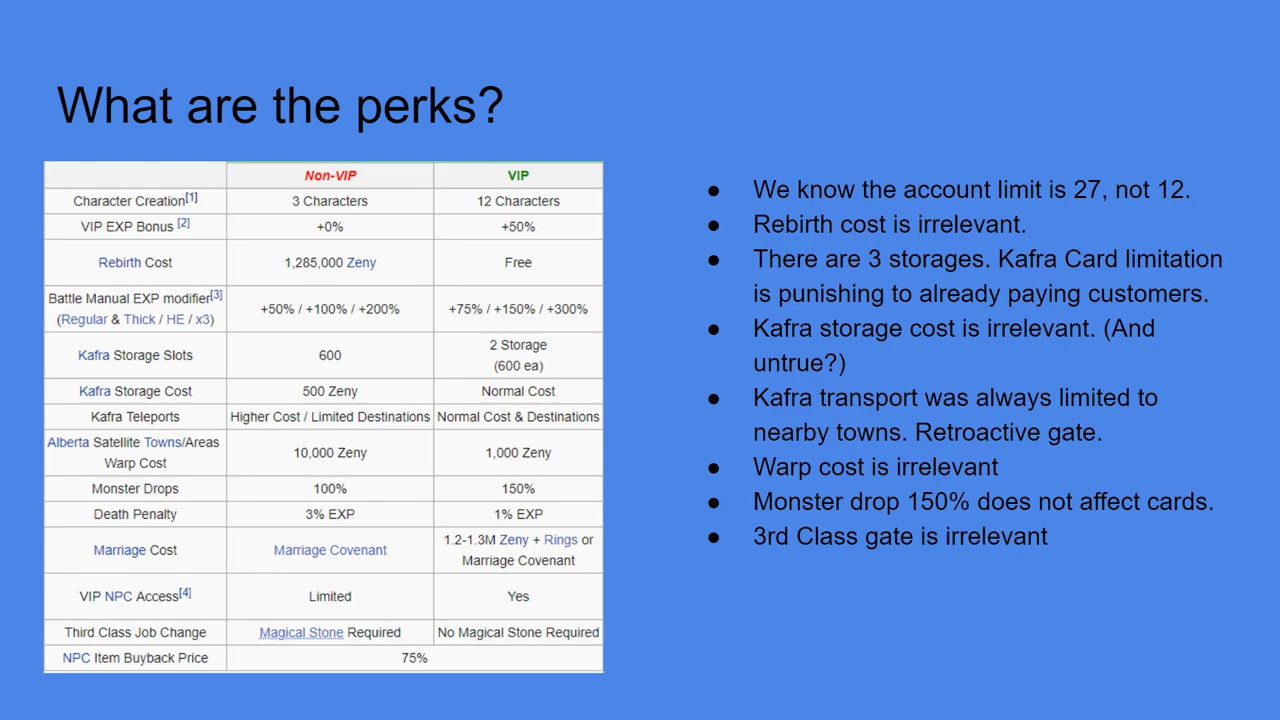 What are the perks?
Non-VIP VIP
Character Creation[1] 3 Characters 12 Characters
VIP EXP Bonus [2] +0% +50%
Rebirth Cost 1,285,000 Zeny Free
Battle Manual EXP modifier[3]
(Regular & Thick / HE / x3) +50% / +100% / +200% +75% / +150% / +300%
Kafra Storage Slots 600 2 Storage
(600 ea)
Kafra Storage Cost 500 Zeny Normal Cost
Kafra Teleports Higher Cost / Limited Destinations Normal Cost & Destinations
Alberta Satellite Towns/Areas
Warp Cost 10,000 Zeny 1,000 Zeny
Monster Drops 100% 150%
Death Penalty 3% EXP 1% EXP
Marriage Cost Marriage Covenant 1.2-1.3M Zeny + Rings or
Marriage Covenant
VIP NPC Access[4] Limited Yes
Third Class Job Change Magical Stone Required No Magical Stone Required
NPC Item Buyback Price 75%
● We know the account limit is 27, not 12.
● Rebirth cost is irrelevant.
● There are 3 storages. Kafra Card limitation
is punishing to already paying customers.
● Kafra storage cost is irrelevant. (And
untrue?)
● Kafra transport was always limited to
nearby towns. Retroactive gate.
● Warp cost is irrelevant
● Monster drop 150% does not affect cards.
● 3rd Class gate is irrelevant